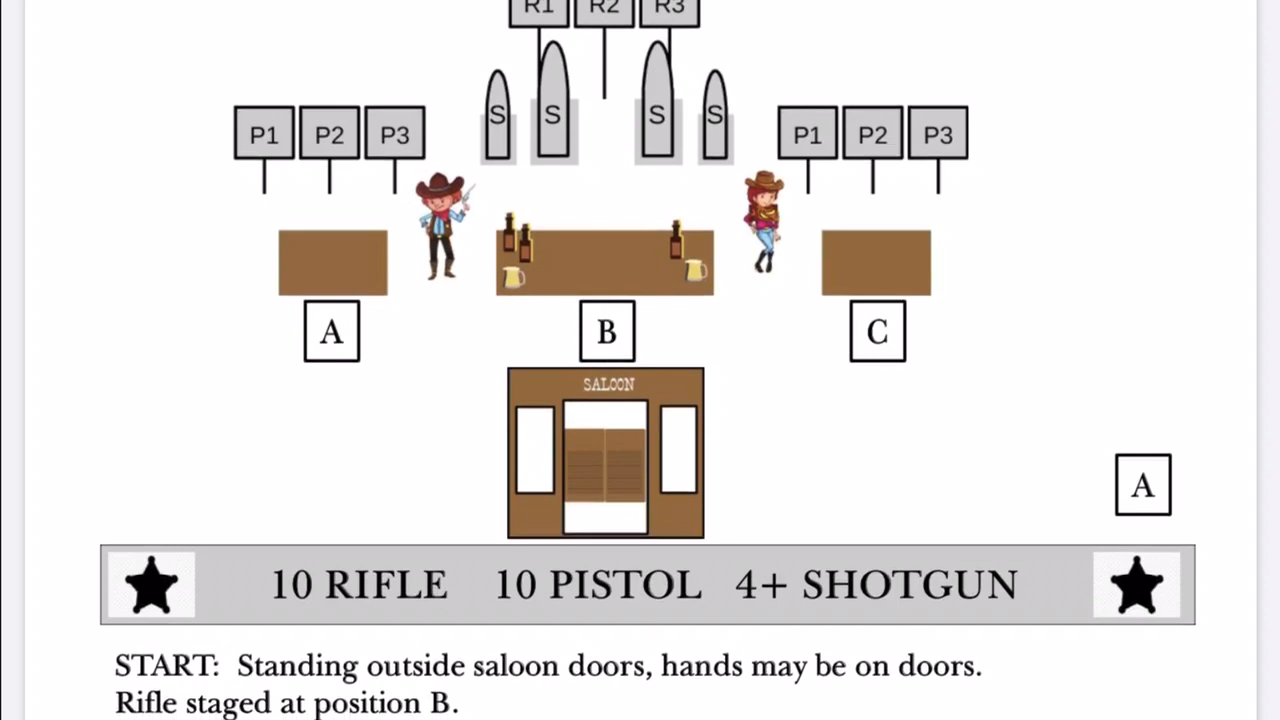 R1 R2 R3
P1 P2 P3 S S S S P1 P2 P3
A B C
SALOON
A
10 RIFLE 10 PISTOL 4+ SHOTGUN
START: Standing outside saloon doors, hands may be on doors.
Rifle staged at position B.